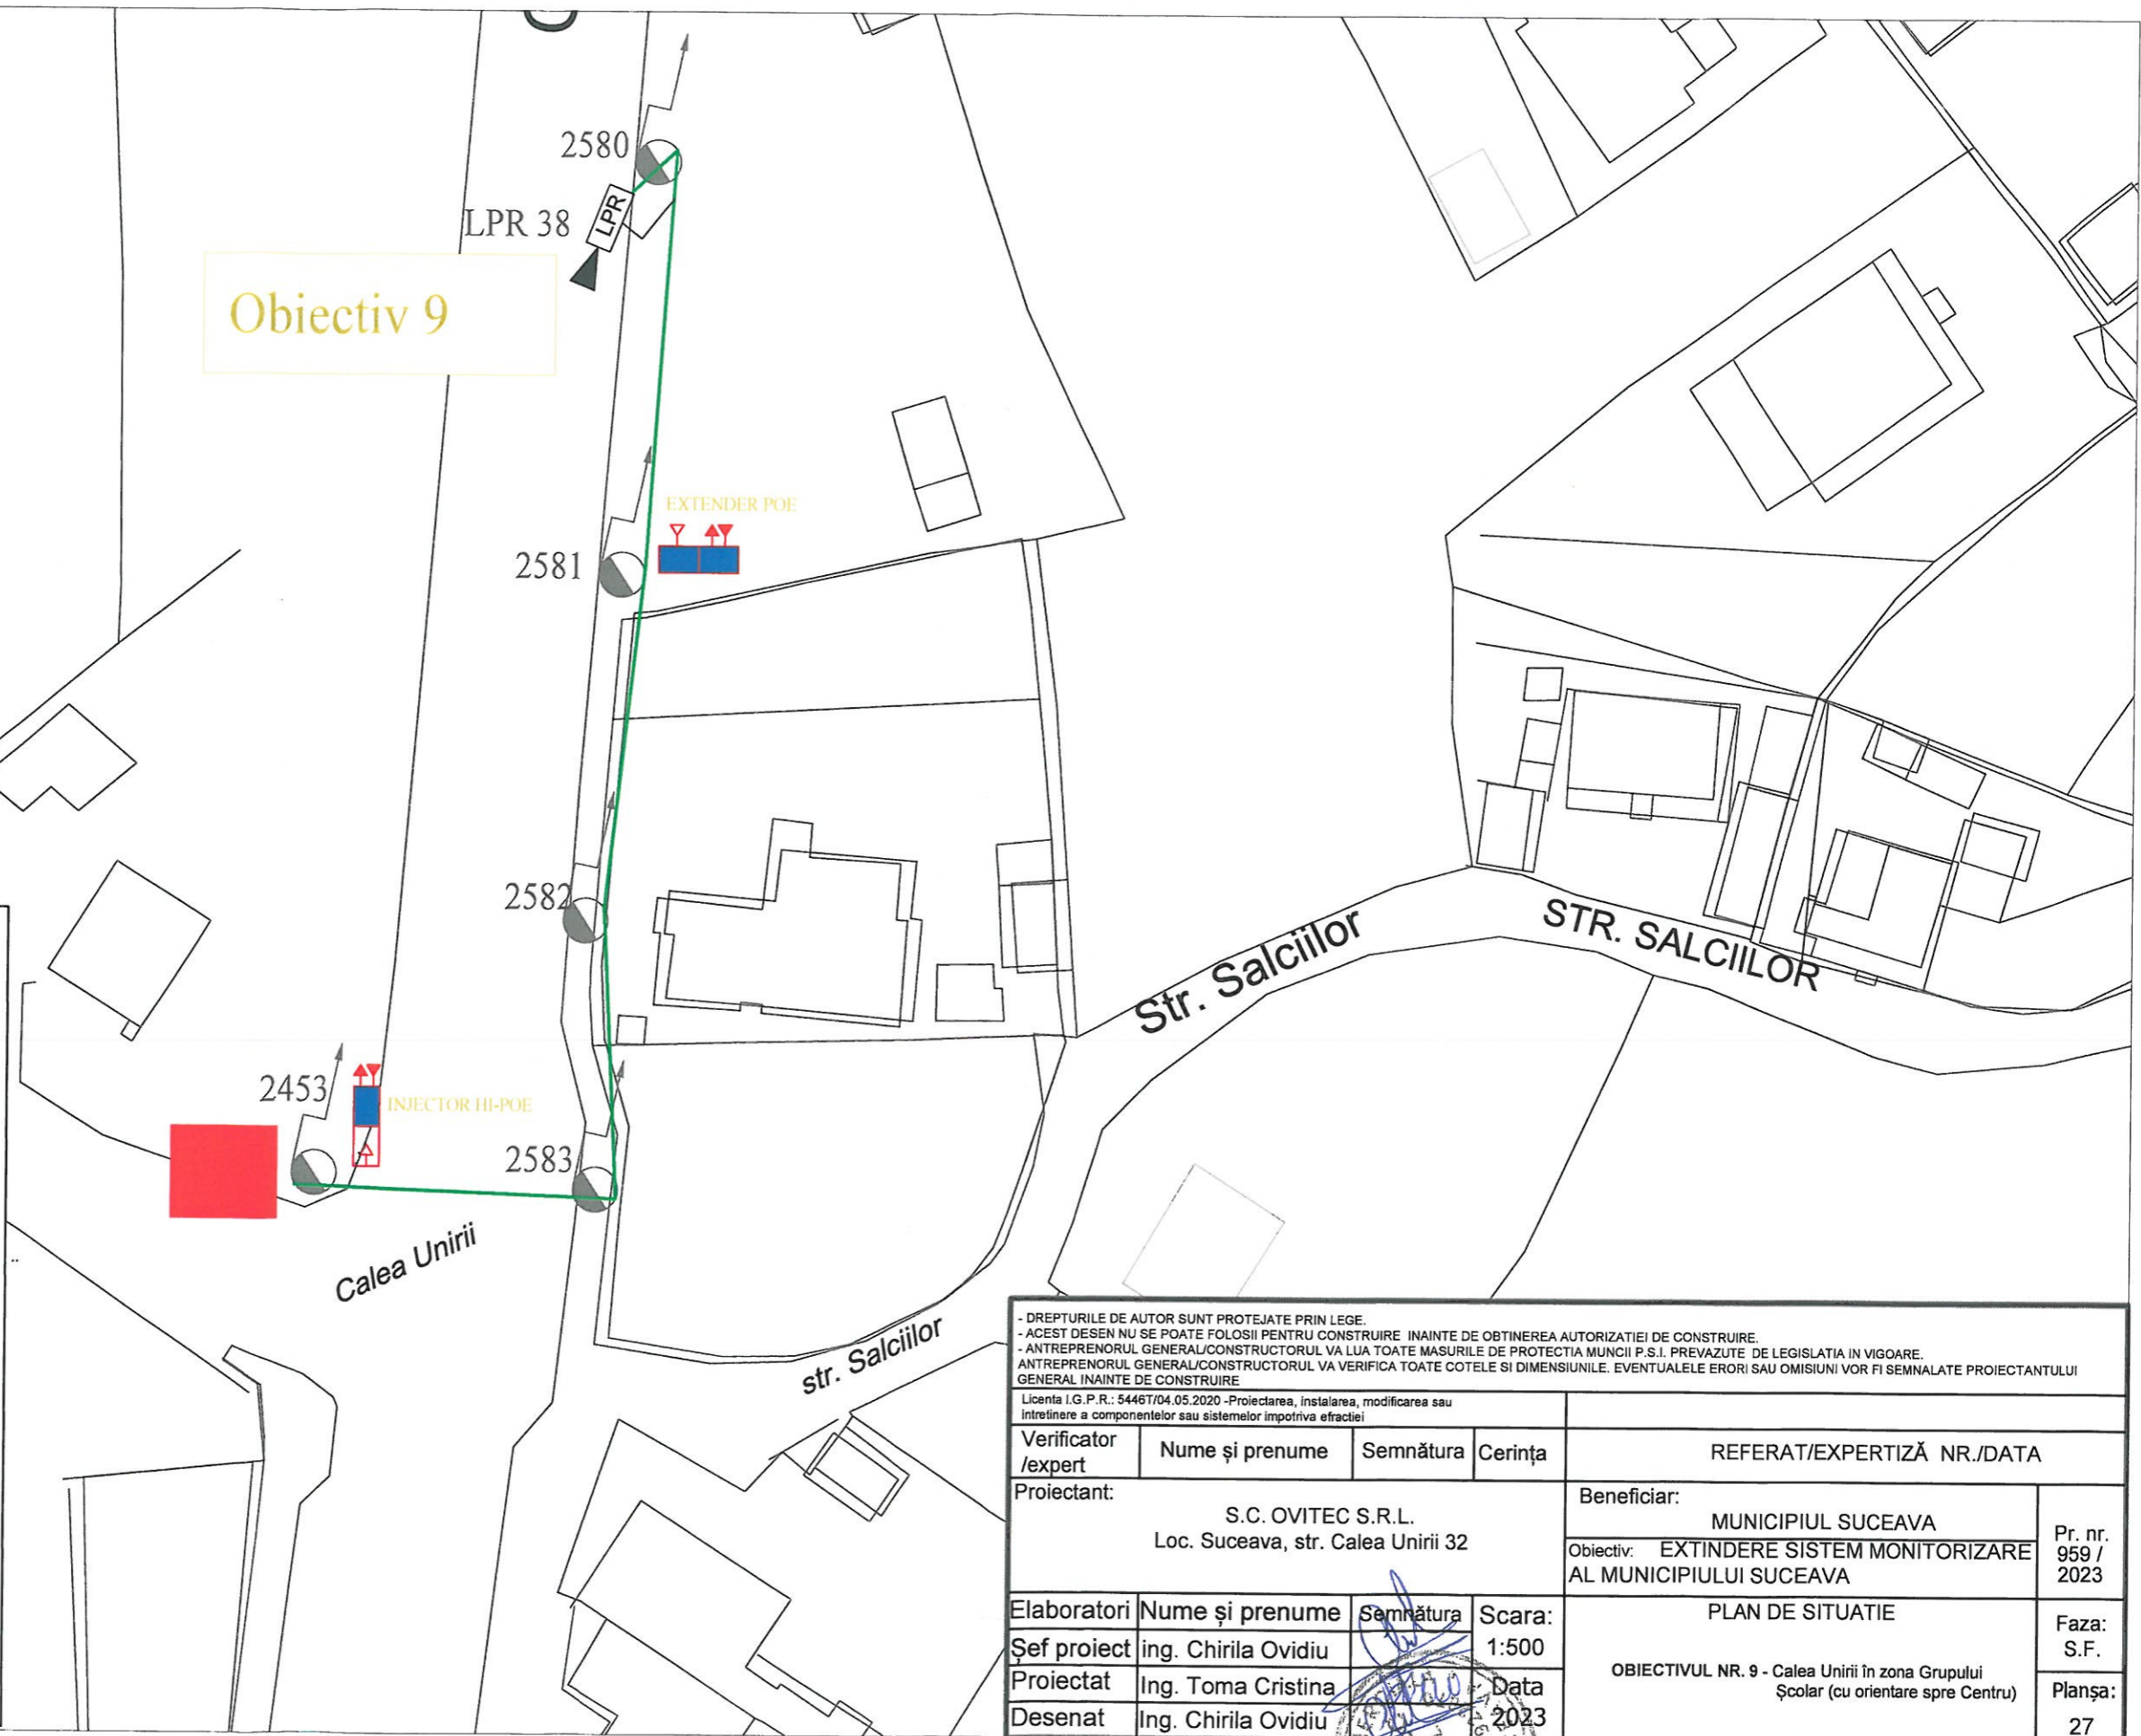 2580
LPR
LPR 38
Obiectiv 9
EXTENDER POE
2581
2582
Str. Salciilor
STR. SALCIILOR
2453
INJECTOR HI-POE
2583
Calea Unirii
str. Salciilor
- DREPTURILE DE AUTOR SUNT PROTEJATE PRIN LEGE.
- ACEST DESEN NU SE POATE FOLOSII PENTRU CONSTRUIRE INAINTE DE OBTINEREA AUTORIZATIEI DE CONSTRUIRE.
- ANTREPRENORUL GENERAL/CONSTRUCTORUL VA LUA TOATE MASURILE DE PROTECTIA MUNCII P.S.I. PREVAZUTE DE LEGISLATIA IN VIGOARE.
ANTREPRENORUL GENERAL/CONSTRUCTORUL VA VERIFICA TOATE COTELE SI DIMENSIUNILE. EVENTUALELE ERORI SAU OMISIUNI VOR FI SEMNALATE PROIECTANTULUI
GENERAL INAINTE DE CONSTRUIRE
Licenta I.G.P.R.: 5446T/04.05.2020 -Proiectarea, instalarea, modificarea sau
intretinere a componentelor sau sistemelor impotriva efractiei
Verificator
/expert
Nume și prenume
Semnătura
Cerința
REFERAT/EXPERTIZĂ NR./DATA
Proiectant:
S.C. OVITEC S.R.L.
Loc. Suceava, str. Calea Unirii 32
Beneficiar:
MUNICIPIUL SUCEAVA
Pr. nr.
959 /
2023
Obiectiv: EXTINDERE SISTEM MONITORIZARE
AL MUNICIPIULUI SUCEAVA
Elaboratori
Nume și prenume
Semnătura
Scara:
1:500
Șef proiect
ing. Chirila Ovidiu
Proiectat
Ing. Toma Cristina
Data
2023
Desenat
Ing. Chirila Ovidiu
PLAN DE SITUATIE
OBIECTIVUL NR. 9 - Calea Unirii în zona Grupului
Școlar (cu orientare spre Centru)
Faza:
S.F.
Planșa:
27